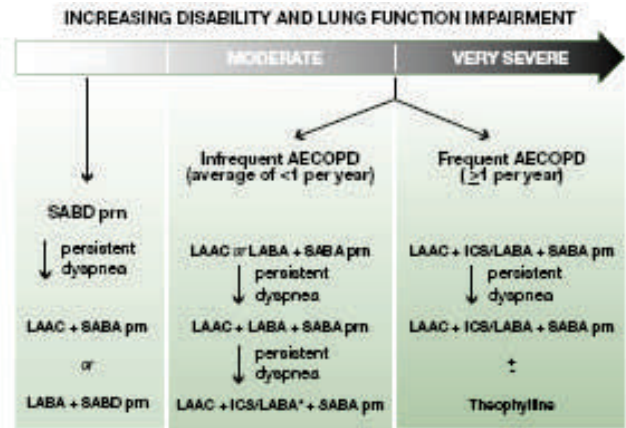 INCREASING DISABILITY AND LUNG FUNCTION IMPAIRMENT
MODERATE
VERY SEVERE
SABD prn
persistent
dyspnea
LAAC + SABA prn
or
LABA + SABD prn
Infrequent AECOPD
(average of <1 per year)
LAAC or LABA + SABA prn
persistent
dyspnea
LAAC + LABA + SABA prn
persistent
dyspnea
LAAC + ICS/LABA* + SABA prn
Frequent AECOPD
(≥1 per year)
LAAC + ICS/LABA + SABA prn
persistent
dyspnea
LAAC + ICS/LABA + SABA prn
±
Theophylline